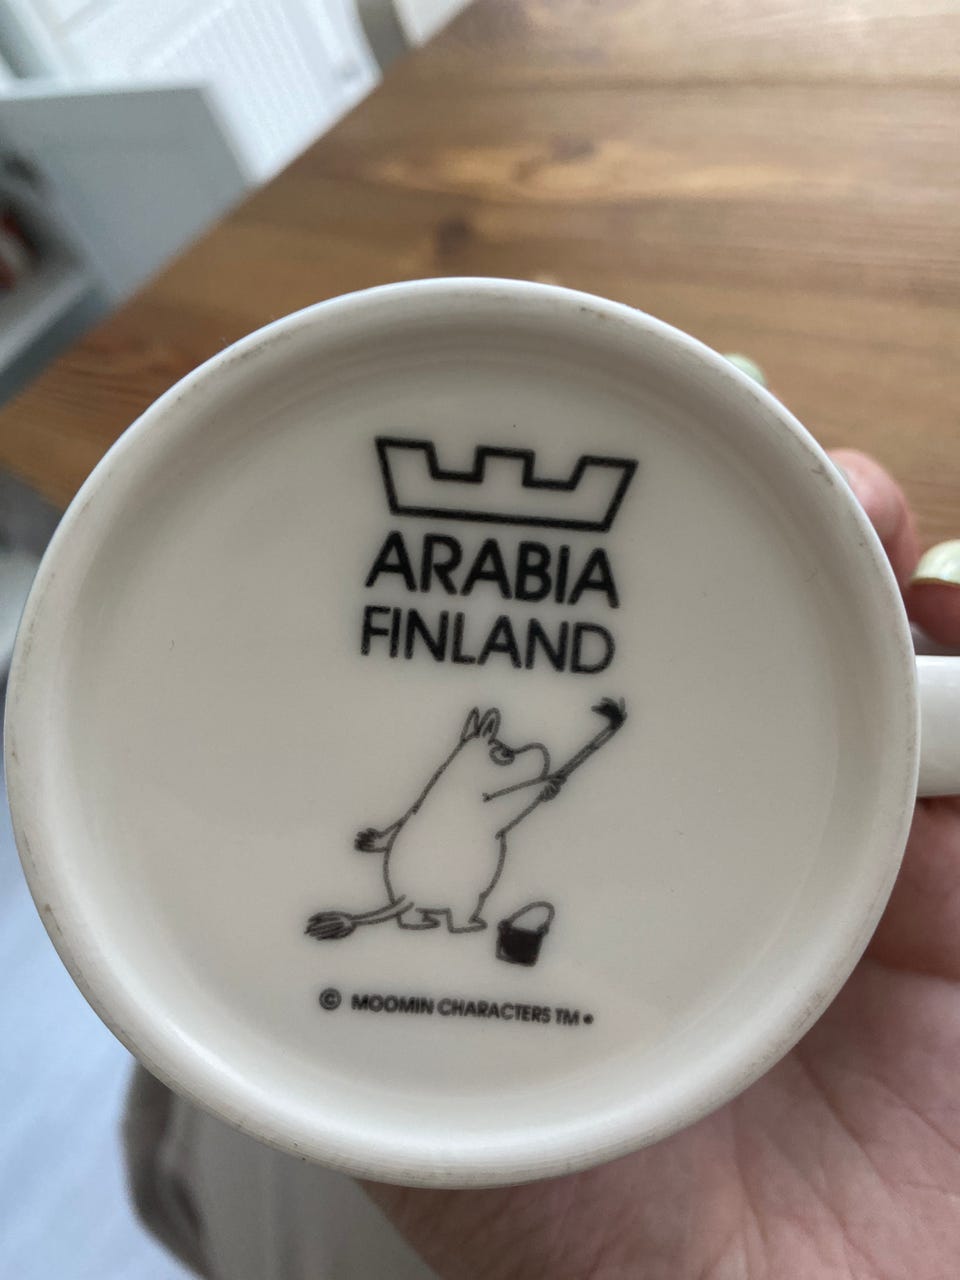 ARABIA
FINLAND
© MOOMIN CHARACTERS TM •